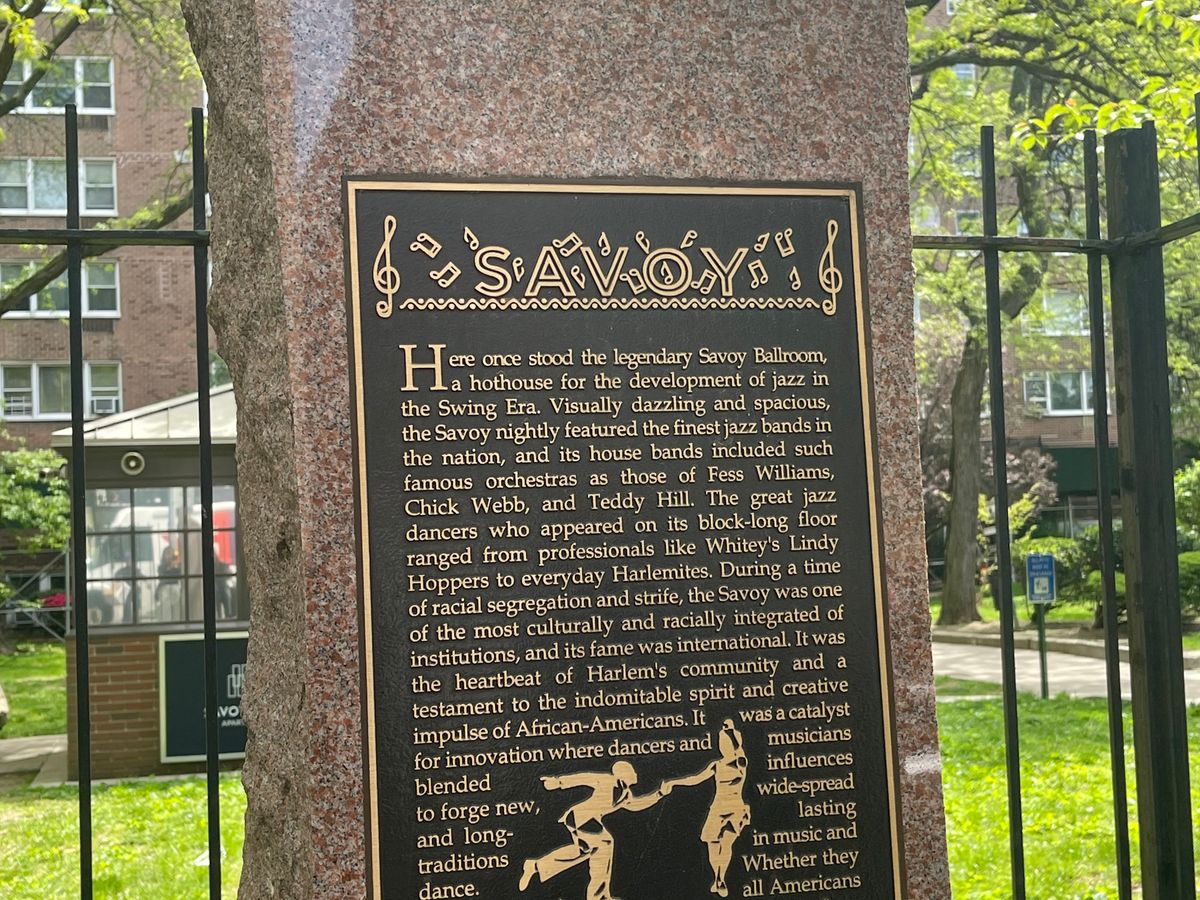 SAVOY
Here once stood the legendary Savoy Ballroom,
a hothouse for the development of jazz in
the Swing Era. Visually dazzling and spacious,
the Savoy nightly featured the finest jazz bands in
the nation, and its house bands included such
famous orchestras as those of Fess Williams,
Chick Webb, and Teddy Hill. The great jazz
dancers who appeared on its block-long floor
ranged from professionals like Whitey's Lindy
Hoppers to everyday Harlemites. During a time
of racial segregation and strife, the Savoy was one
of the most culturally and racially integrated of
institutions, and its fame was international. It was
the heartbeat of Harlem's community and a
testament to the indomitable spirit and creative
impulse of African-Americans. It was a catalyst
for innovation where dancers and musicians
blended influences
to forge new, wide-spread
and long- lasting
traditions in music and
dance. Whether they
all Americans
SAVO
APART